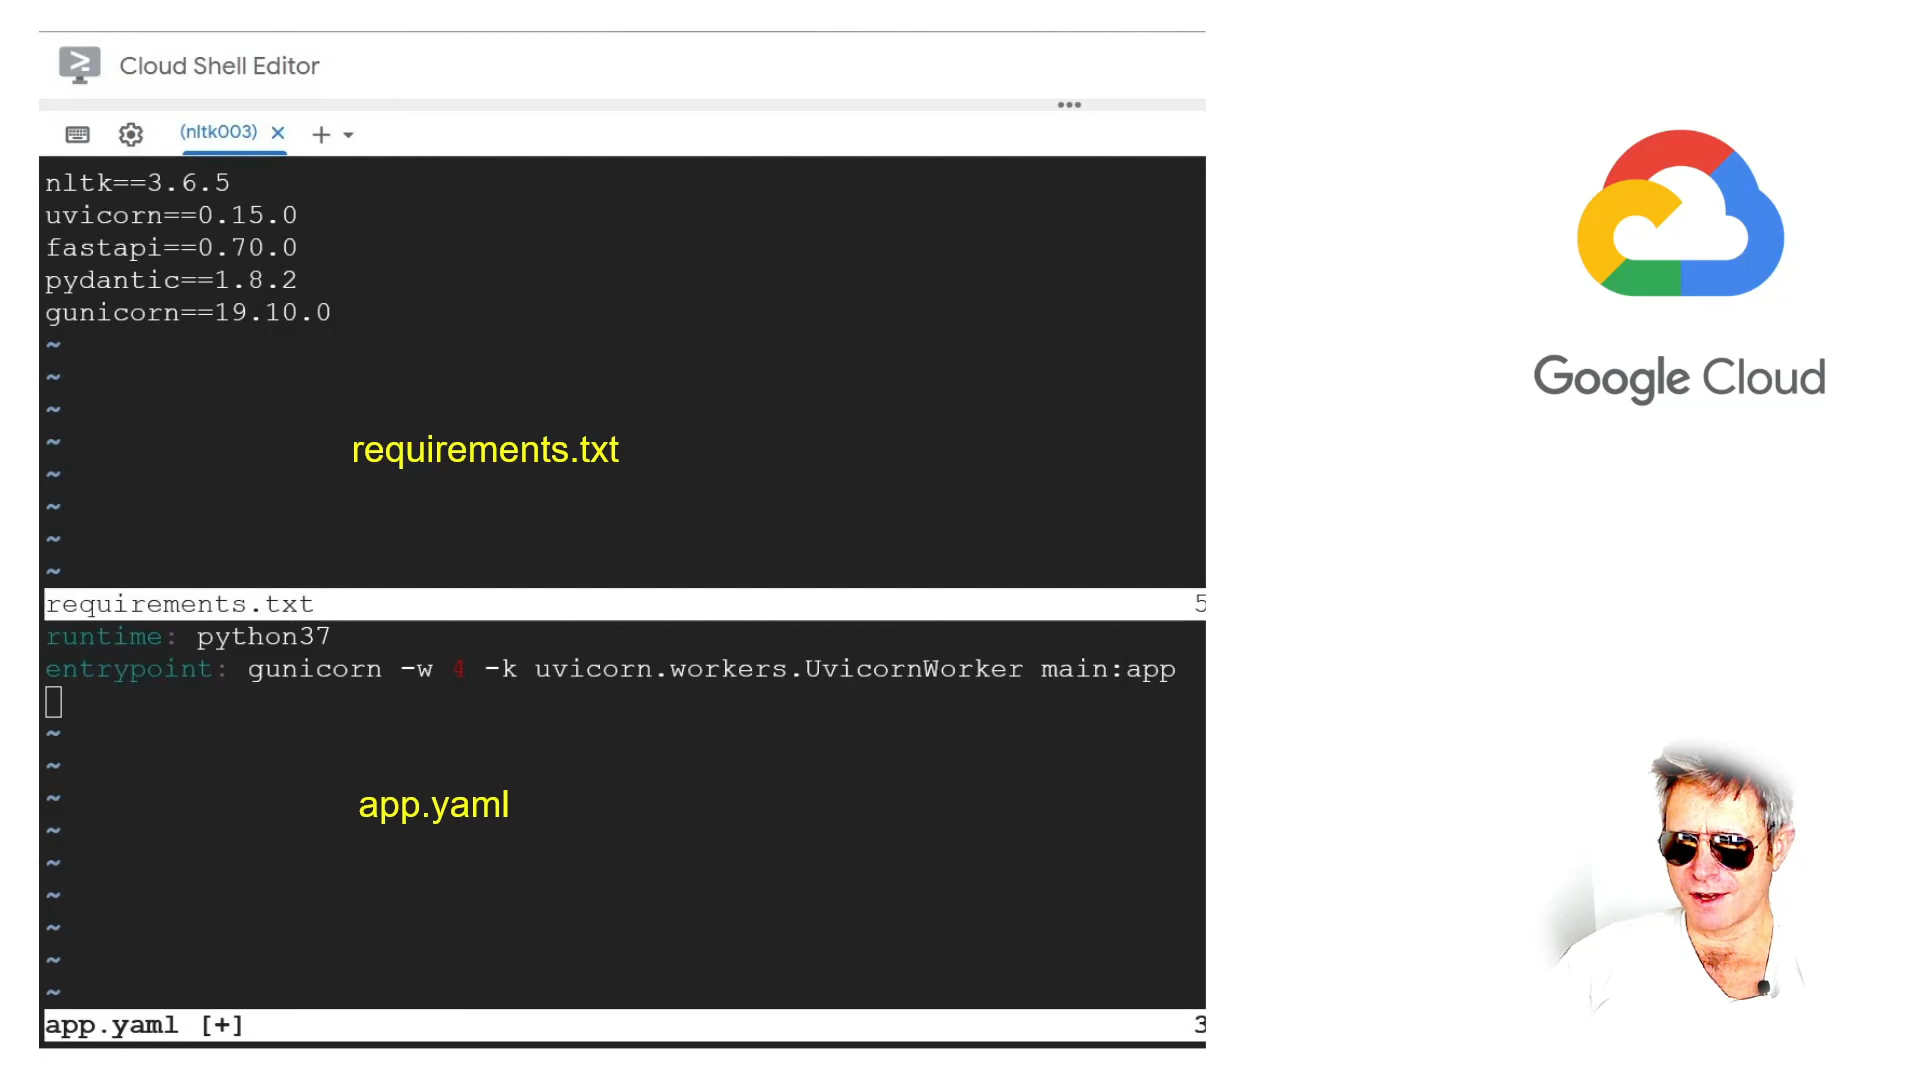 Cloud Shell Editor
(nltk003)
nltk==3.6.5
uvicorn==0.15.0
fastapi==0.70.0
pydantic==1.8.2
gunicorn==19.10.0
~
~
~
~
~
~
~
~
requirements.txt
requirements.txt 5
runtime: python37
entrypoint: gunicorn -w 4 -k uvicorn.workers.UvicornWorker main:app
~
~
~
~
~
~
~
~
~
app.yaml
app.yaml [+] 3
Google Cloud